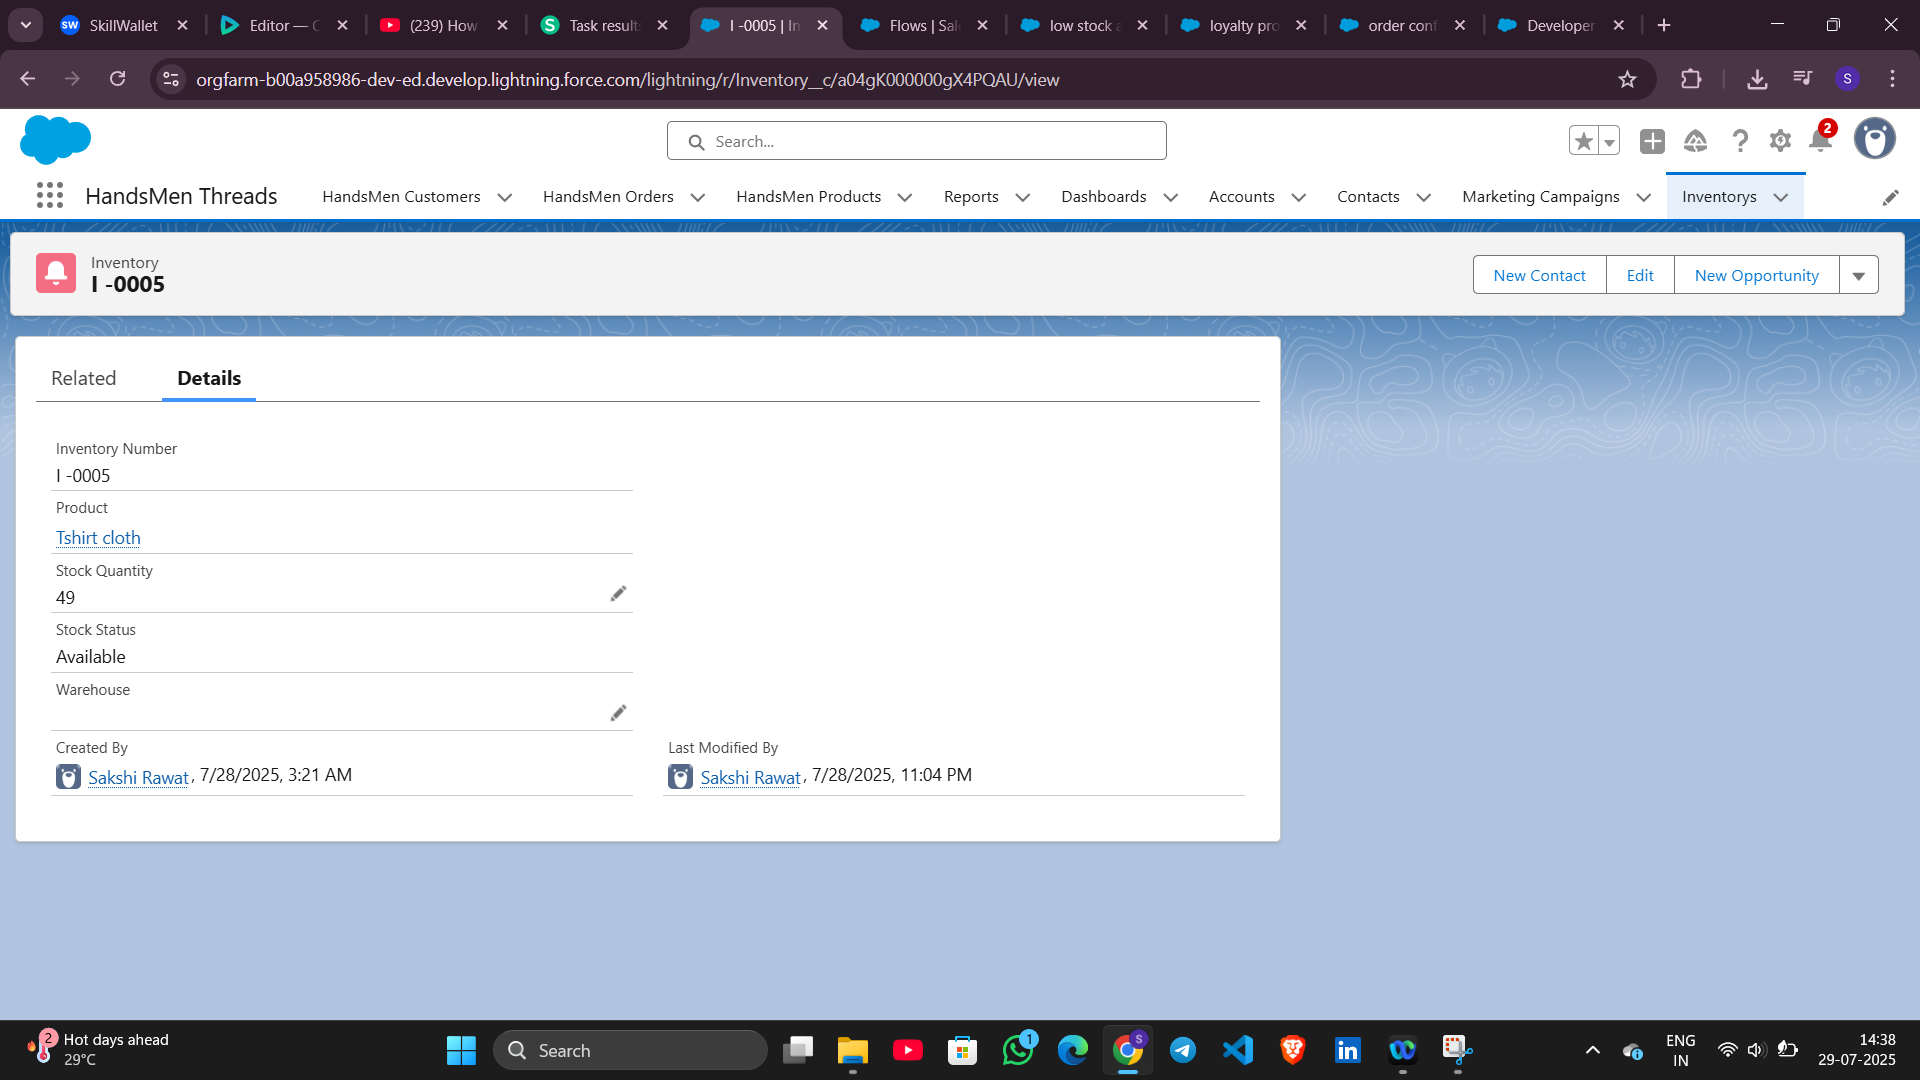 SkillWallet
Editor — C
(239) How
Task results
I -0005 | In
Flows | Sal
low stock a
loyalty pro
order conf
Developer
orgfarm-b00a958986-dev-ed.develop.lightning.force.com/lightning/r/Inventory__c/a04gK000000gX4PQAU/view
S
Search...
2
HandsMen Threads
HandsMen Customers
HandsMen Orders
HandsMen Products
Reports
Dashboards
Accounts
Contacts
Marketing Campaigns
Inventorys
Inventory
I -0005
New Contact
Edit
New Opportunity
Related
Details
Inventory Number
I -0005
Product
Tshirt cloth
Stock Quantity
49
Stock Status
Available
Warehouse
Created By
Sakshi Rawat, 7/28/2025, 3:21 AM
Last Modified By
Sakshi Rawat, 7/28/2025, 11:04 PM
2
Hot days ahead
29°C
Search
1
S
ENG
IN
14:38
29-07-2025